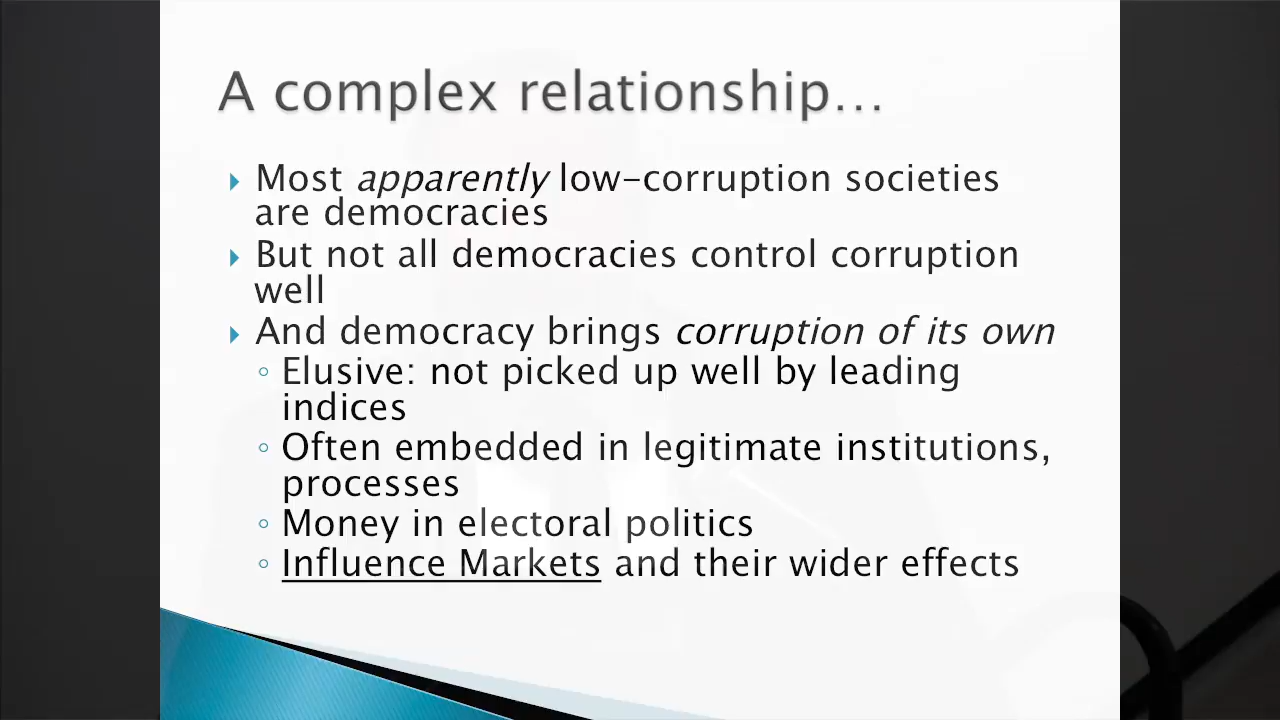 A complex relationship…
Most apparently low-corruption societies
are democracies
But not all democracies control corruption
well
And democracy brings corruption of its own
Elusive: not picked up well by leading
indices
Often embedded in legitimate institutions,
processes
Money in electoral politics
Influence Markets and their wider effects